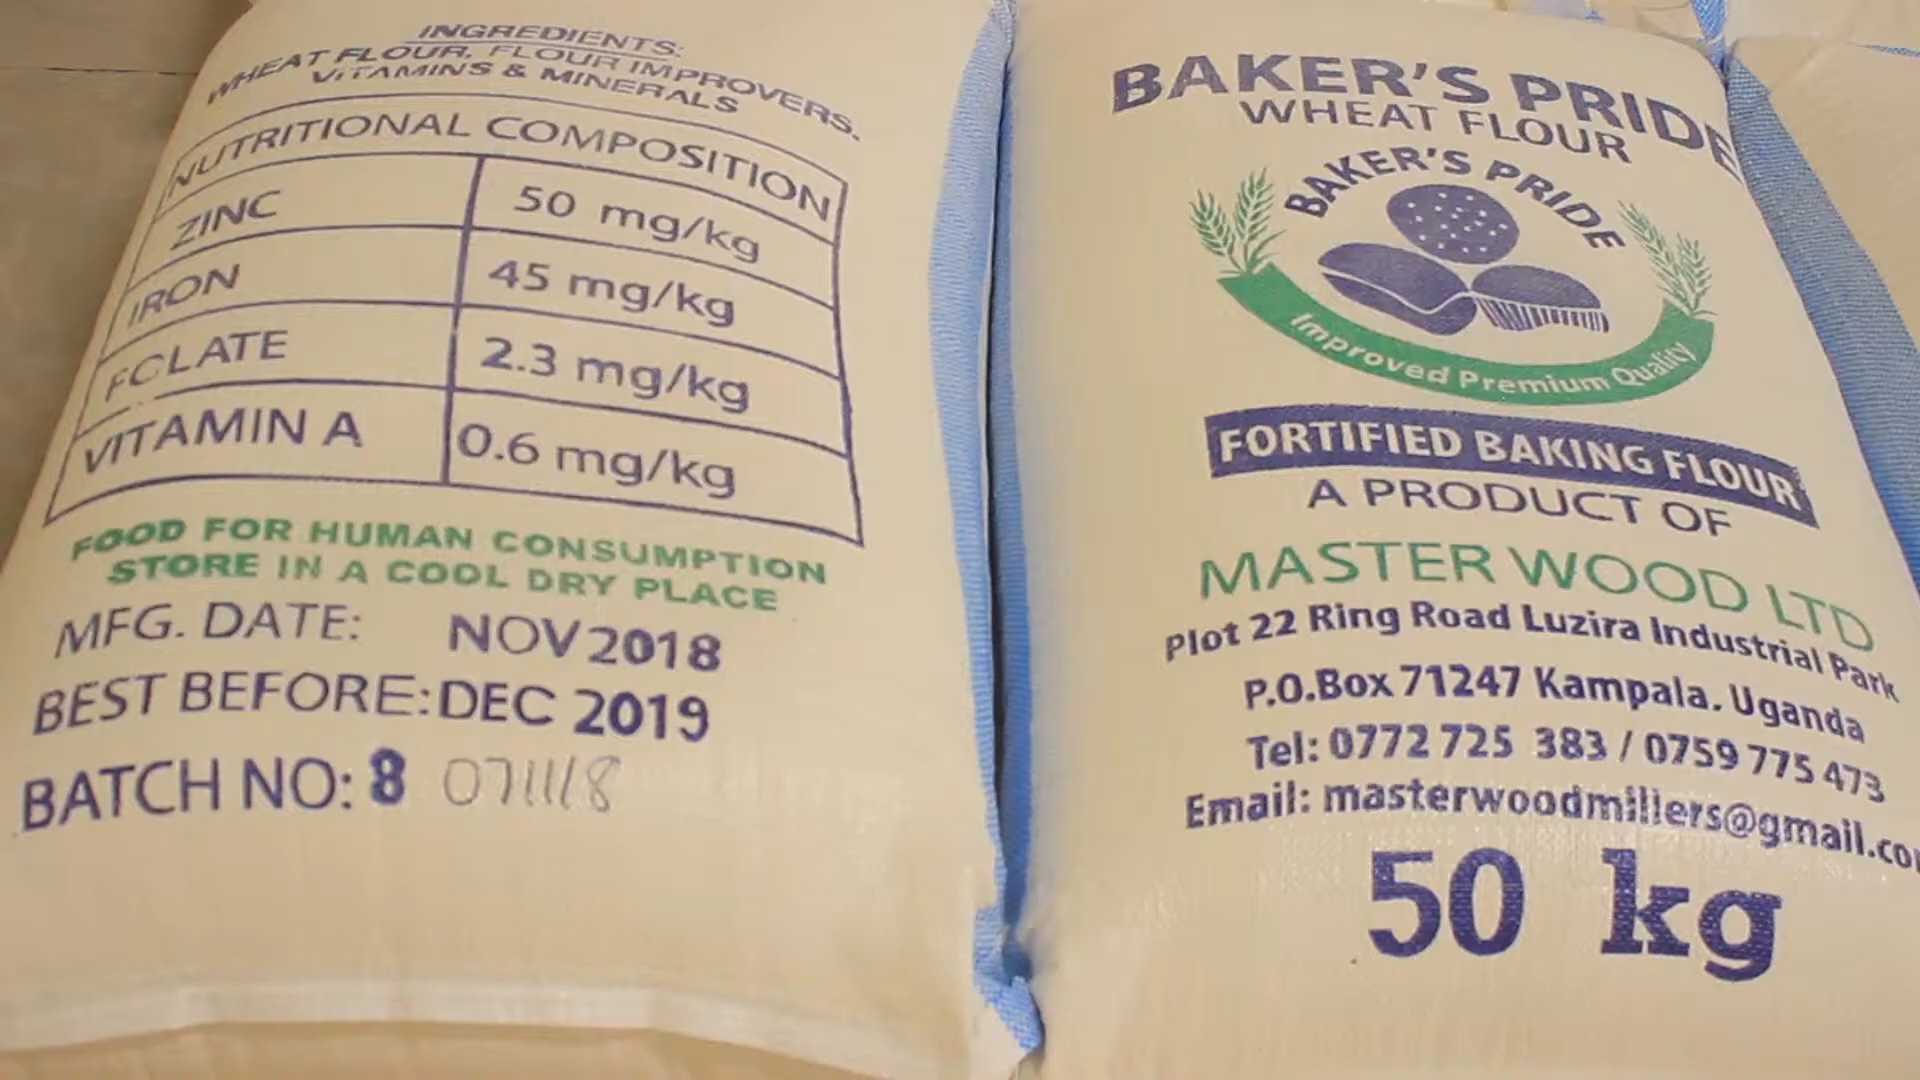 INGREDIENTS:
WHEAT FLOUR, FLOUR IMPROVERS.
VITAMINS & MINERALS
NUTRITIONAL COMPOSITION
ZINC 50 mg/kg
IRON 45 mg/kg
FOLATE 2.3 mg/kg
VITAMIN A 0.6 mg/kg
FOOD FOR HUMAN CONSUMPTION
STORE IN A COOL DRY PLACE
MFG. DATE: NOV 2018
BEST BEFORE: DEC 2019
BATCH NO: 8 071118
BAKER'S PRIDE
WHEAT FLOUR
BAKER'S PRIDE
Improved Premium Quality
FORTIFIED BAKING FLOUR
A PRODUCT OF
MASTER WOOD LTD
Plot 22 Ring Road Luzira Industrial Park
P.O.Box 71247 Kampala. Uganda
Tel: 0772 725 383 / 0759 775 473
Email: masterwoodmillers@gmail.co
50 kg